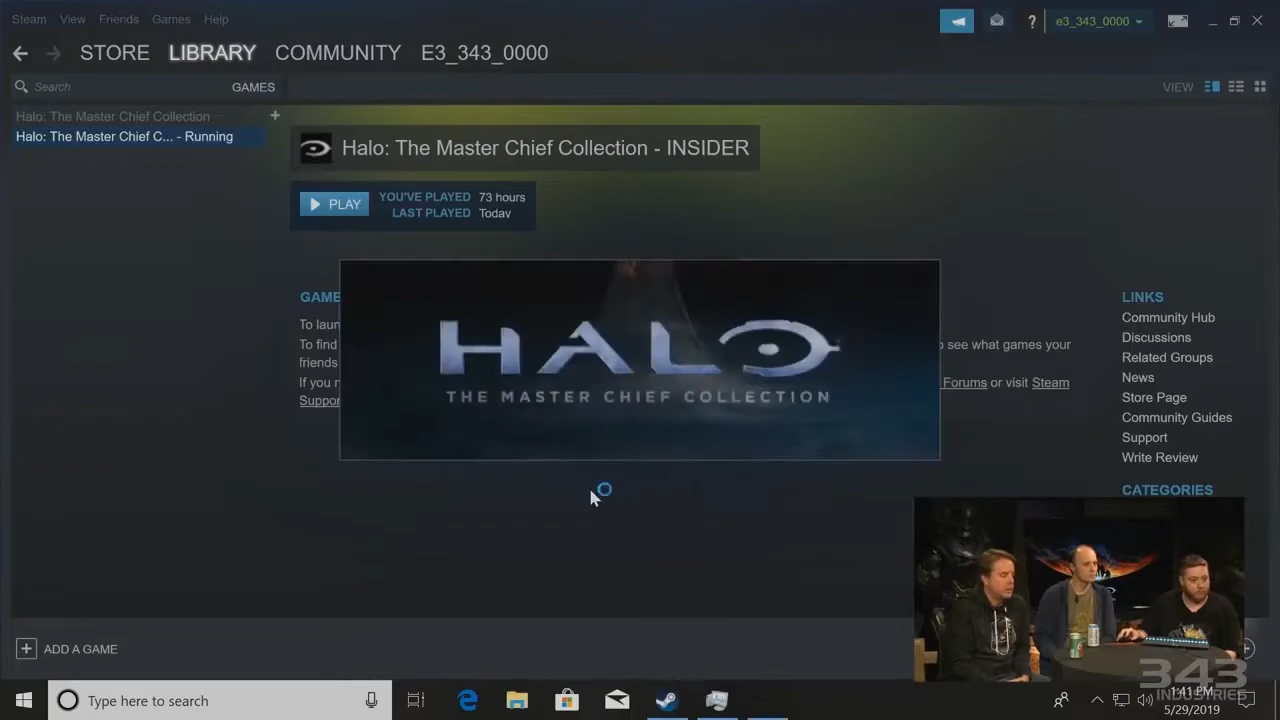 Steam View Friends Games Help
? e3_343_0000
STORE LIBRARY COMMUNITY E3_343_0000
Search GAMES VIEW
Halo: The Master Chief Collection
Halo: The Master Chief C... - Running
Halo: The Master Chief Collection - INSIDER
PLAY
YOU'VE PLAYED 73 hours
LAST PLAYED Today
HALO
THE MASTER CHIEF COLLECTION
GAME
To laun
To find
see what games your
friends
If you
Forums or visit Steam
Suppor
LINKS
Community Hub
Discussions
Related Groups
News
Store Page
Community Guides
Support
Write Review
CATEGORIES
+ ADD A GAME
343
INDUSTRIES
Type here to search
1:41 PM
5/29/2019